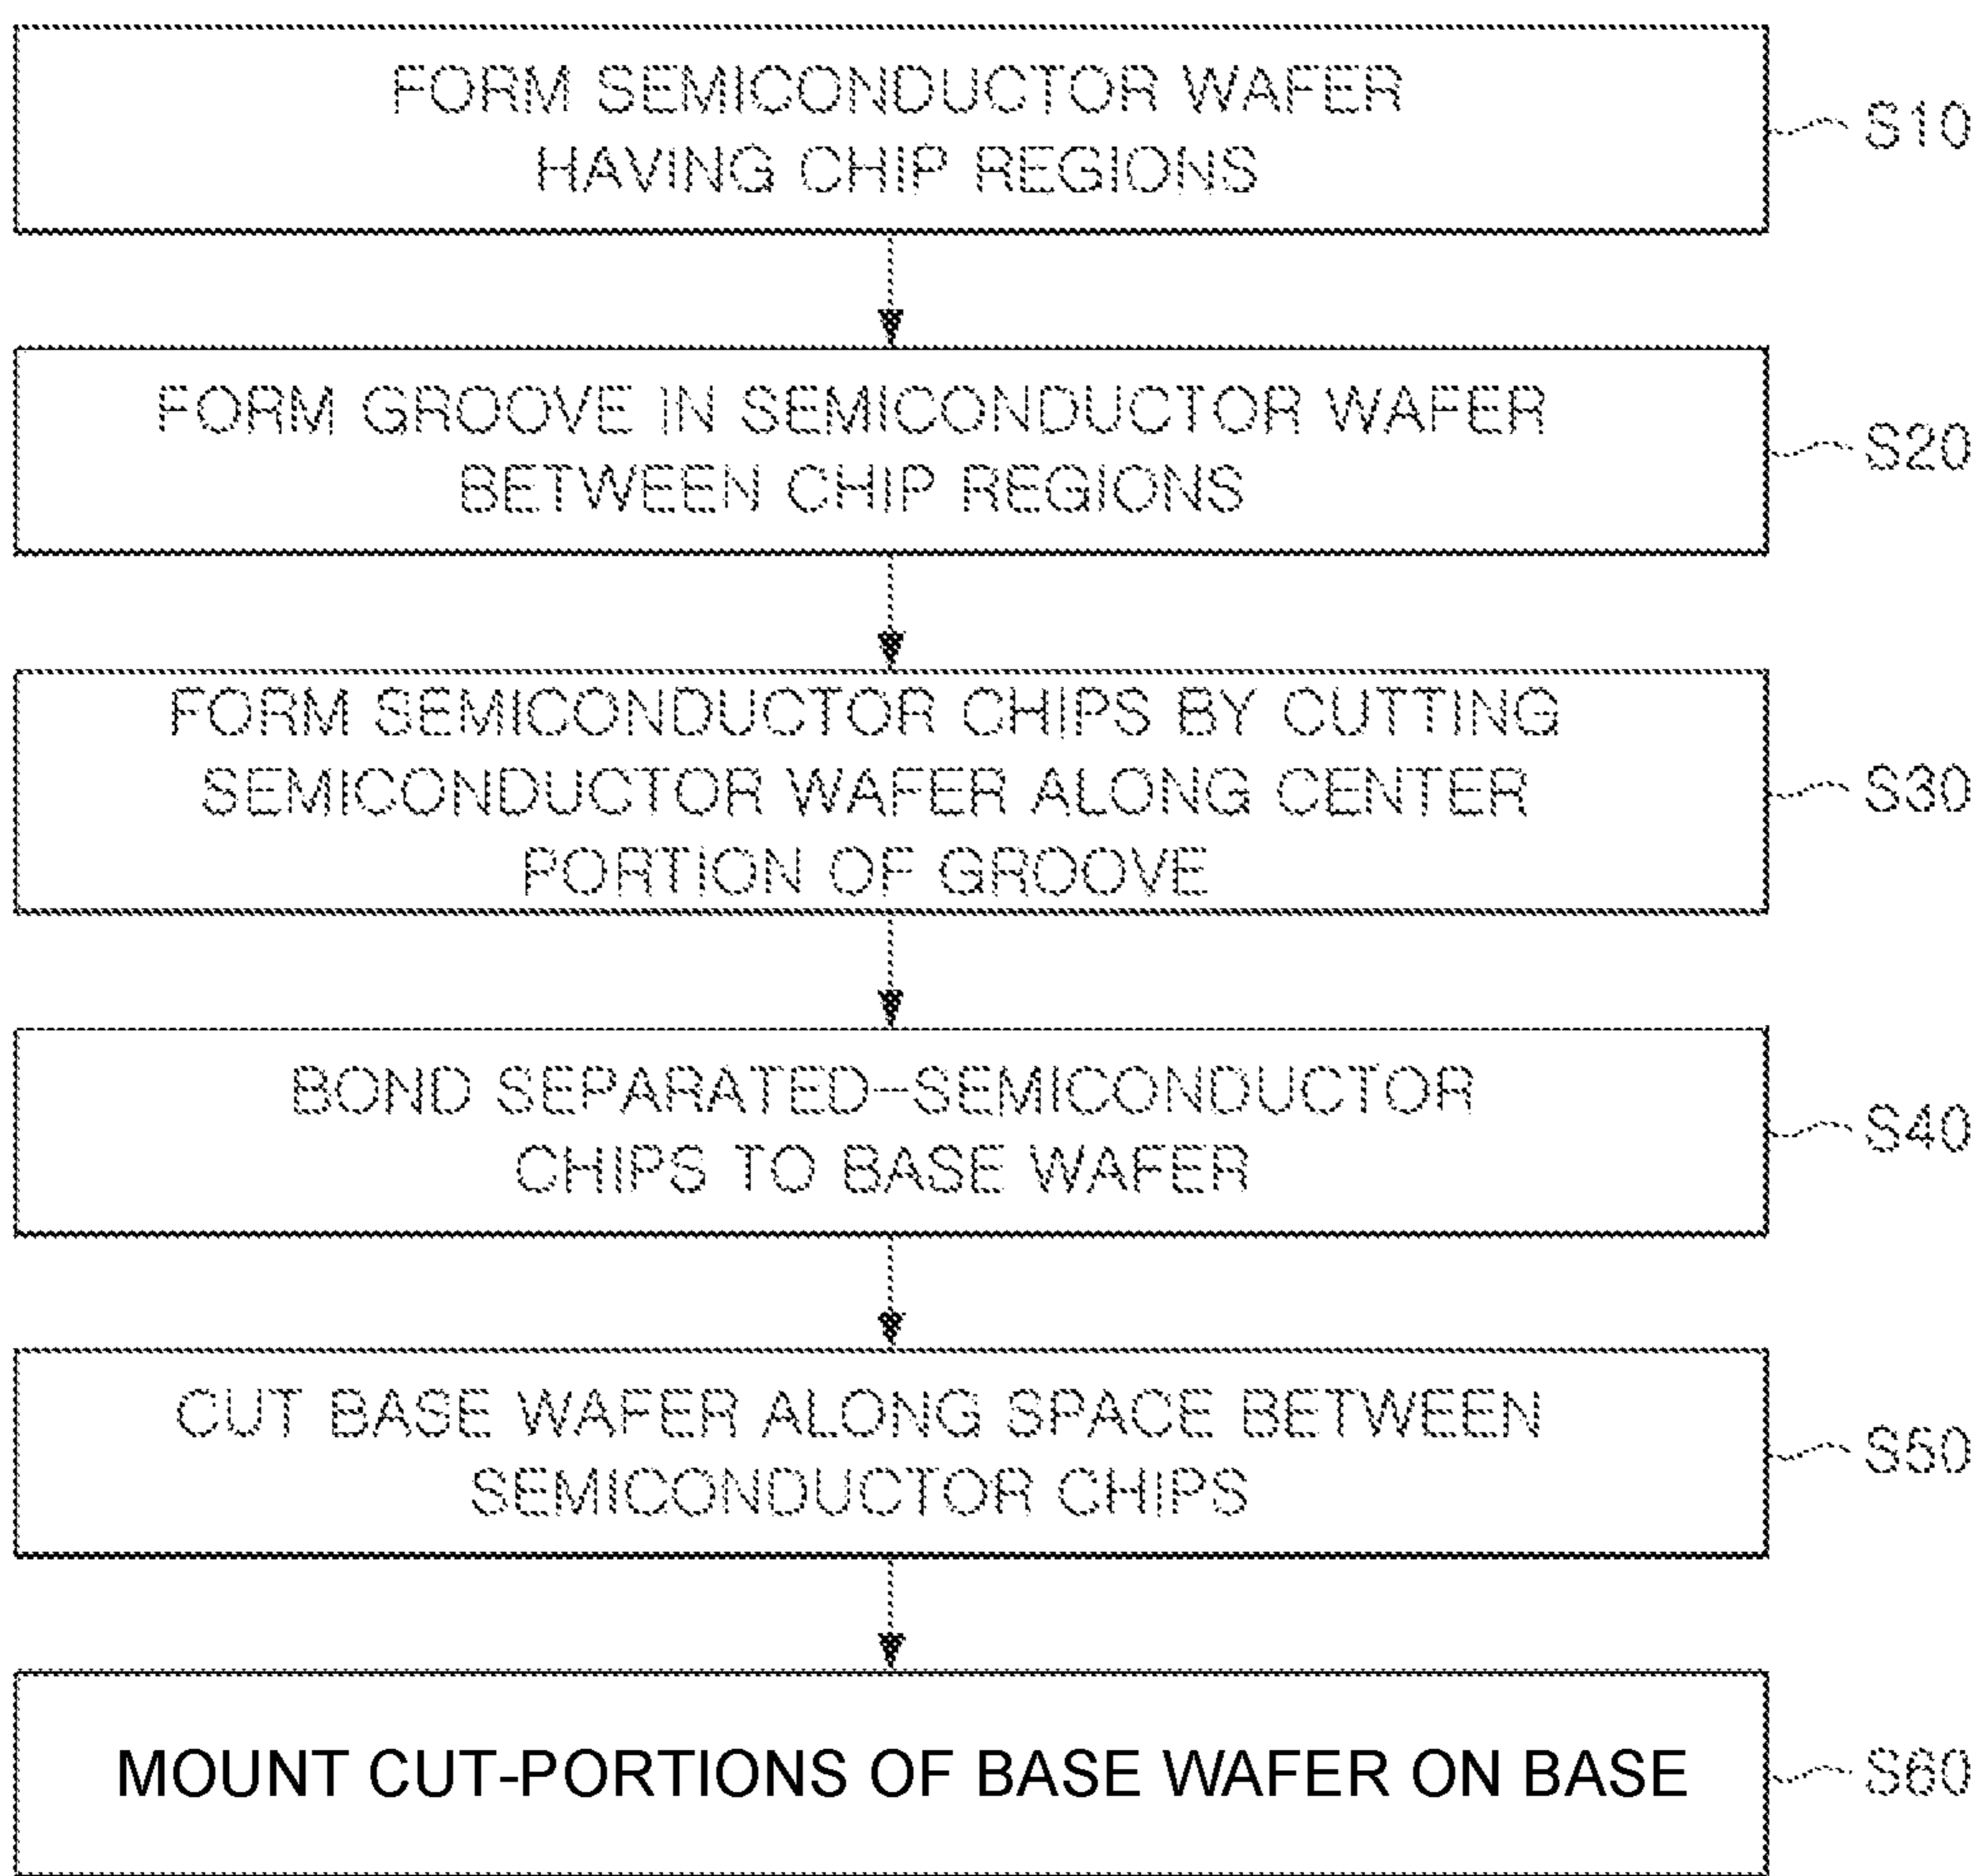 FORM SEMICONDUCTOR WAFER
HAVING CHIP REGIONS
S10
FORM GROOVE IN SEMICONDUCTOR WAFER
BETWEEN CHIP REGIONS
S20
FORM SEMICONDUCTOR CHIPS BY CUTTING
SEMICONDUCTOR WAFER ALONG CENTER
PORTION OF GROOVE
S30
BOND SEPARATED-SEMICONDUCTOR
CHIPS TO BASE WAFER
S40
CUT BASE WAFER ALONG SPACE BETWEEN
SEMICONDUCTOR CHIPS
S50
MOUNT CUT-PORTIONS OF BASE WAFER ON BASE
S60